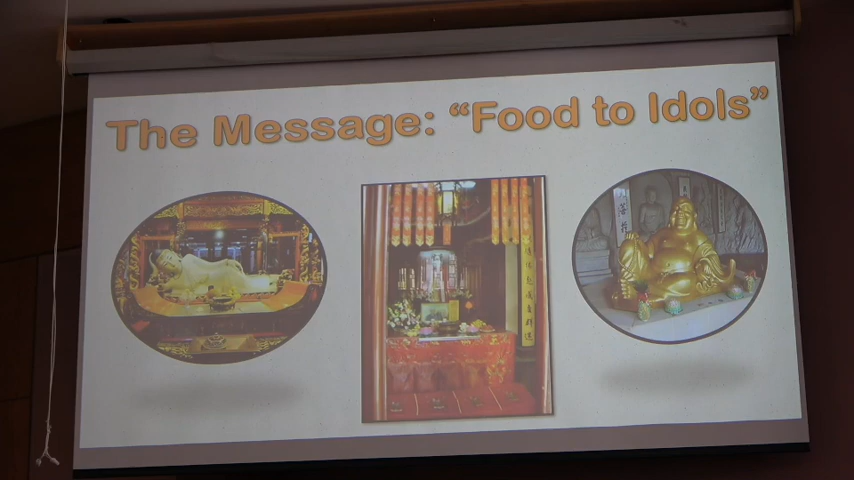 The Message: “Food to Idols”